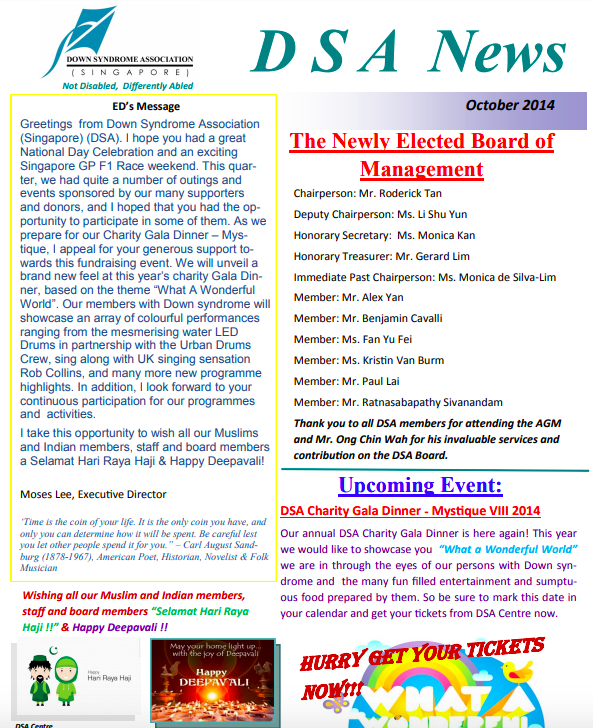 DOWN SYNDROME ASSOCIATION
( S I N G A P O R E )
Not Disabled, Differently Abled
D S A News
October 2014
ED's Message
Greetings from Down Syndrome Association
(Singapore) (DSA). I hope you had a great
National Day Celebration and an exciting
Singapore GP F1 Race weekend. This quar-
ter, we had quite a number of outings and
events sponsored by our many supporters
and donors, and I hoped that you had the op-
portunity to participate in some of them. As we
prepare for our Charity Gala Dinner – Mys-
tique, I appeal for your generous support to-
wards this fundraising event. We will unveil a
brand new feel at this year's charity Gala Din-
ner, based on the theme "What A Wonderful
World". Our members with Down syndrome will
showcase an array of colourful performances
ranging from the mesmerising water LED
Drums in partnership with the Urban Drums
Crew, sing along with UK singing sensation
Rob Collins, and many more new programme
highlights. In addition, I look forward to your
continuous participation for our programmes
and activities.
I take this opportunity to wish all our Muslims
and Indian members, staff and board members
a Selamat Hari Raya Haji & Happy Deepavali!
Moses Lee, Executive Director
'Time is the coin of your life. It is the only coin you have, and
only you can determine how it will be spent. Be careful lest
you let other people spend it for you." – Carl August Sand-
burg (1878-1967), American Poet, Historian, Novelist & Folk
Musician
Wishing all our Muslim and Indian members,
staff and board members "Selamat Hari Raya
Haji !!" & Happy Deepavali !!
Happy
Hari Raya Haji
May your home light up...
with the joy of Deepavali
Happy
DEEPAVALI
DSA Centre
The Newly Elected Board of
Management
Chairperson: Mr. Roderick Tan
Deputy Chairperson: Ms. Li Shu Yun
Honorary Secretary: Ms. Monica Kan
Honorary Treasurer: Mr. Gerard Lim
Immediate Past Chairperson: Ms. Monica de Silva-Lim
Member: Mr. Alex Yan
Member: Mr. Benjamin Cavalli
Member: Ms. Fan Yu Fei
Member: Ms. Kristin Van Burm
Member: Mr. Paul Lai
Member: Mr. Ratnasabapathy Sivanandam
Thank you to all DSA members for attending the AGM
and Mr. Ong Chin Wah for his invaluable services and
contribution on the DSA Board.
Upcoming Event:
DSA Charity Gala Dinner - Mystique VIII 2014
Our annual DSA Charity Gala Dinner is here again! This year
we would like to showcase you "What a Wonderful World"
we are in through the eyes of our persons with Down syn-
drome and the many fun filled entertainment and sumptu-
ous food prepared by them. So be sure to mark this date in
your calendar and get your tickets from DSA Centre now.
HURRY GET YOUR TICKETS
NOW!!!
WHAT A
WONDERFUL